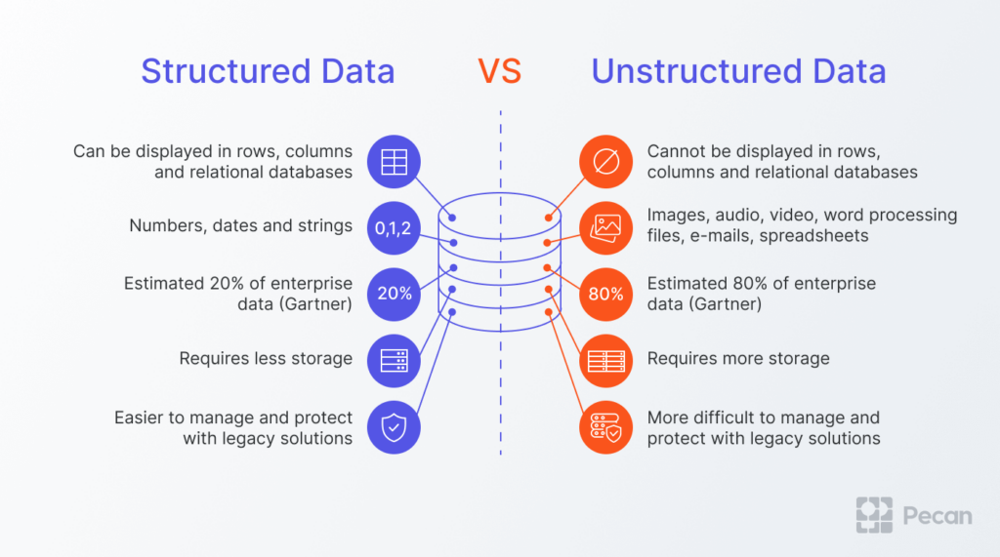 Structured Data
VS
Unstructured Data
Can be displayed in rows, columns
and relational databases
Cannot be displayed in rows,
columns and relational databases
Numbers, dates and strings
0,1,2
Images, audio, video, word processing
files, e-mails, spreadsheets
Estimated 20% of enterprise
data (Gartner)
20%
80%
Estimated 80% of enterprise
data (Gartner)
Requires less storage
Requires more storage
Easier to manage and protect
with legacy solutions
More difficult to manage and
protect with legacy solutions
Pecan